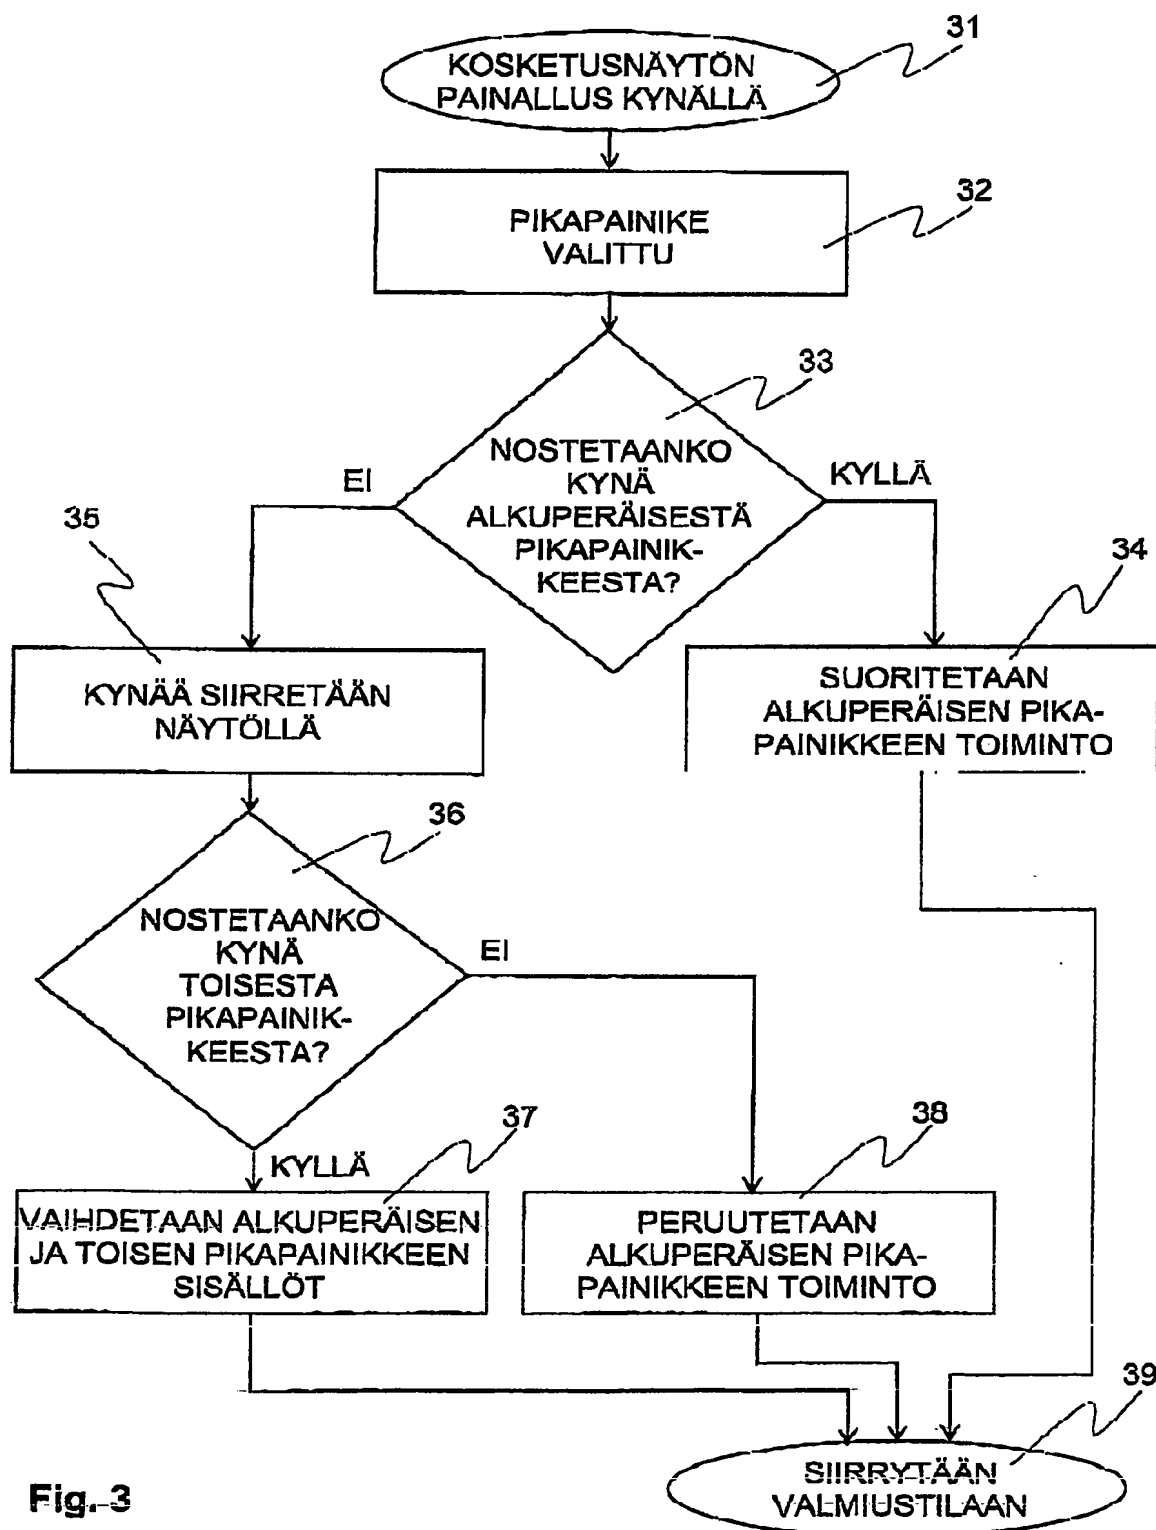 31
KOSKETUSNÄYTÖN
PAINALLUS KYNÄLLÄ
32
PIKAPAINIKE
VALITTU
33
NOSTETAANKO
KYNÄ
ALKUPERÄISESTÄ
PIKAPAINIK-
KEESTA?
EI
KYLLÄ
35
34
KYNÄÄ SIIRRETÄÄN
NÄYTÖLLÄ
SUORITETAAN
ALKUPERÄISEN PIKA-
PAINIKKEEN TOIMINTO
36
NOSTETAANKO
KYNÄ
TOISESTA
PIKAPAINIK-
KEESTA?
EI
KYLLÄ
37
38
VAIHDETAAN ALKUPERÄISEN
JA TOISEN PIKAPAINIKKEEN
SISÄLLÖT
PERUUTETAAN
ALKUPERÄISEN PIKA-
PAINIKKEEN TOIMINTO
39
SIIRRYTÄÄN
VALMIUSTILAAN
Fig. 3